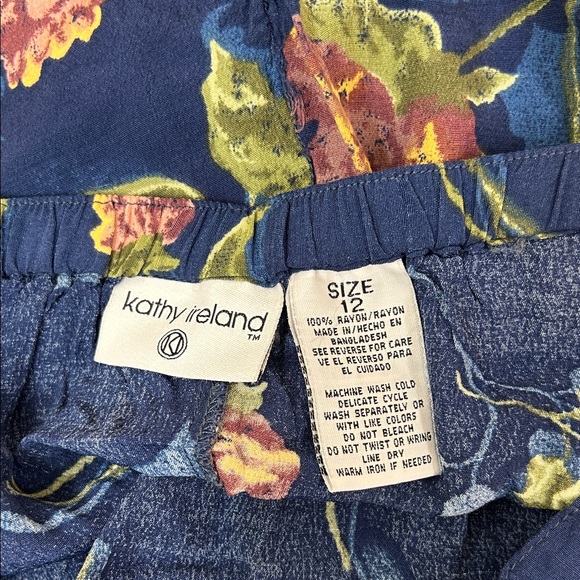 kathy ireland
TM
SIZE
12
100% RAYON/RAYON
MADE IN/HECHO EN
BANGLADESH
SEE REVERSE FOR CARE
VE EL REVERSO PARA
EL CUIDADO
MACHINE WASH COLD
DELICATE CYCLE
WASH SEPARATELY OR
WITH LIKE COLORS
DO NOT BLEACH
DO NOT TWIST OR WRING
LINE DRY
WARM IRON IF NEEDED